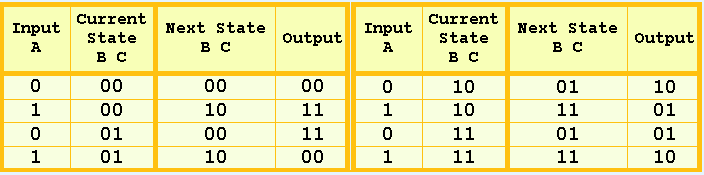 Input A | Current State B C | Next State B C | Output | Input A | Current State B C | Next State B C | Output
0 | 00 | 00 | 00 | 0 | 10 | 01 | 10
1 | 00 | 10 | 11 | 1 | 10 | 11 | 01
0 | 01 | 00 | 11 | 0 | 11 | 01 | 01
1 | 01 | 10 | 00 | 1 | 11 | 11 | 10